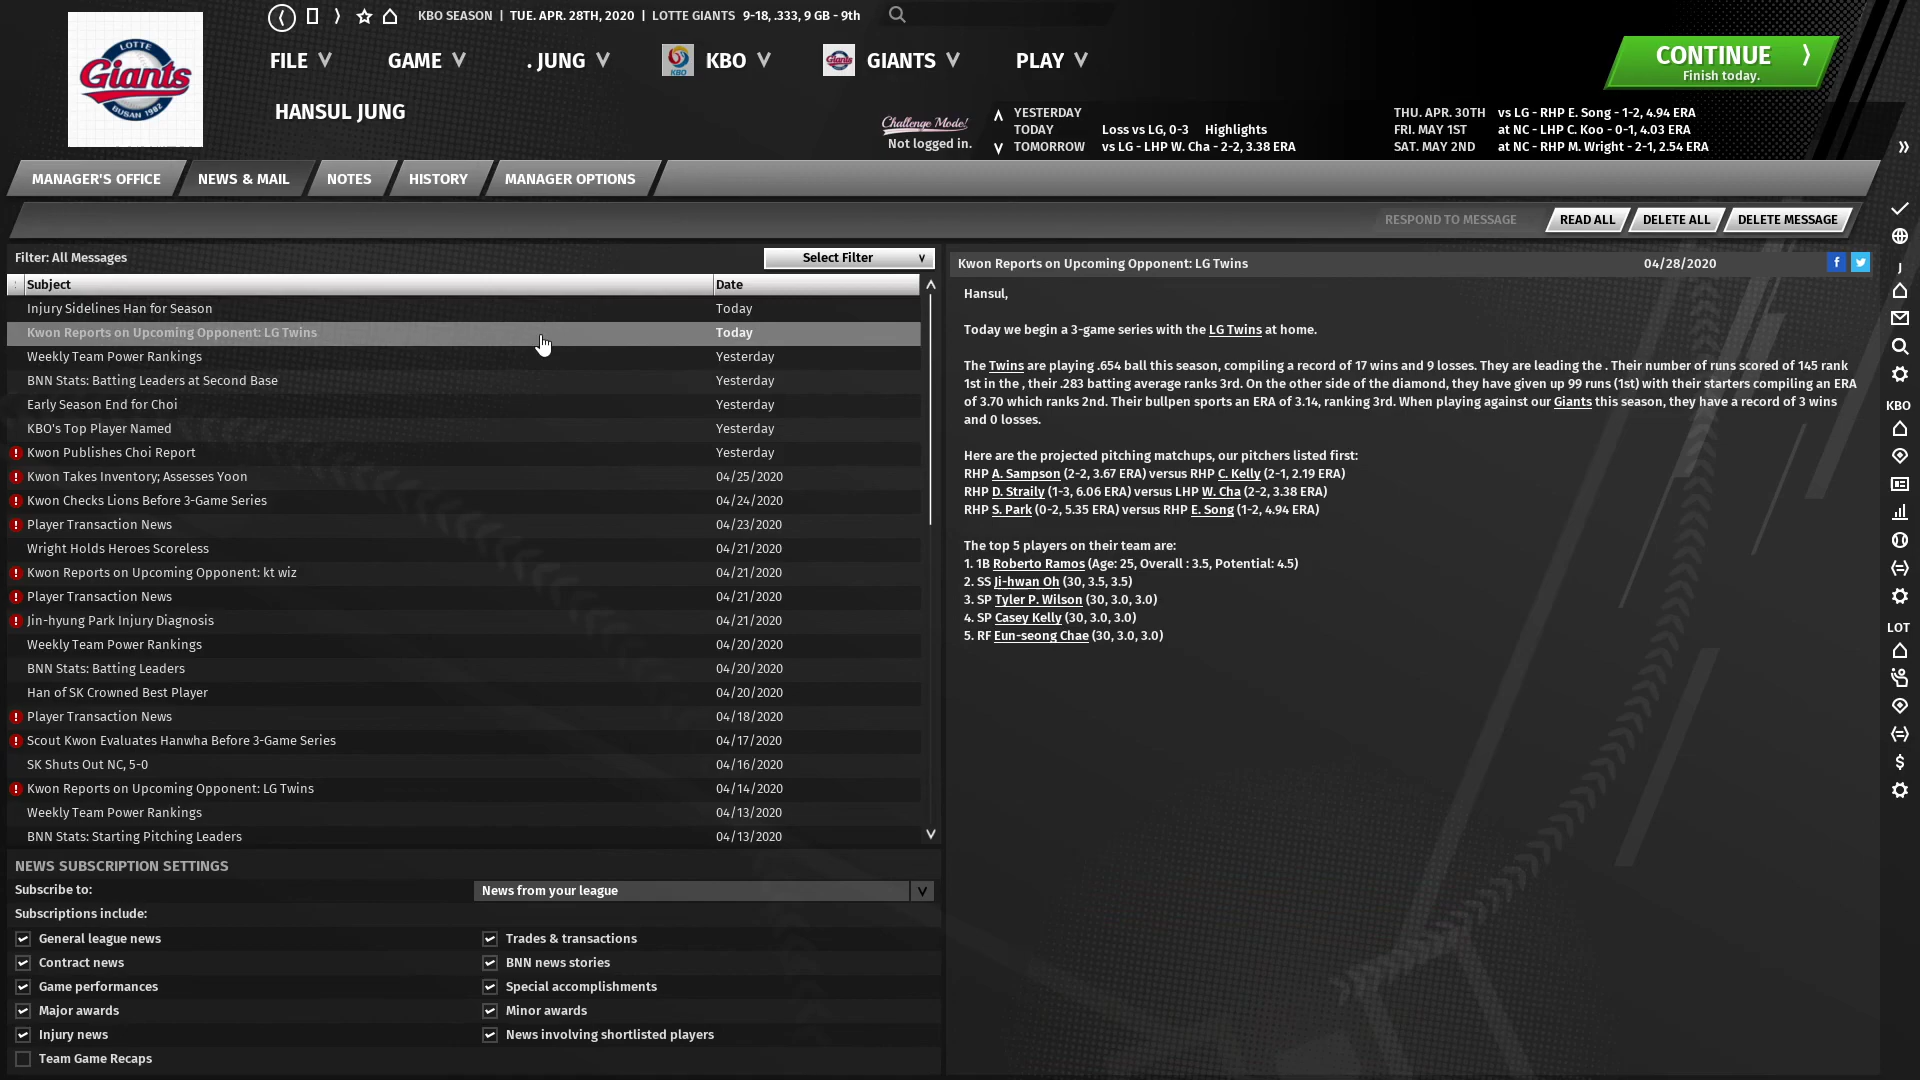 KBO SEASON | TUE. APR. 28TH, 2020 | LOTTE GIANTS 9-18, .333, 9 GB - 9th
LOTTE
Giants
BUSAN 1982
FILE GAME . JUNG KBO GIANTS PLAY
CONTINUE
Finish today.
HANSUL JUNG
Challenge Mode!
Not logged in.
YESTERDAY
TODAY Loss vs LG, 0-3 Highlights
TOMORROW vs LG - LHP W. Cha - 2-2, 3.38 ERA
THU. APR. 30TH vs LG - RHP E. Song - 1-2, 4.94 ERA
FRI. MAY 1ST at NC - LHP C. Koo - 0-1, 4.03 ERA
SAT. MAY 2ND at NC - RHP M. Wright - 2-1, 2.54 ERA
MANAGER'S OFFICE NEWS & MAIL NOTES HISTORY MANAGER OPTIONS
RESPOND TO MESSAGE READ ALL DELETE ALL DELETE MESSAGE
Filter: All Messages Select Filter
Subject Date
Injury Sidelines Han for Season Today
Kwon Reports on Upcoming Opponent: LG Twins Today
Weekly Team Power Rankings Yesterday
BNN Stats: Batting Leaders at Second Base Yesterday
Early Season End for Choi Yesterday
KBO's Top Player Named Yesterday
Kwon Publishes Choi Report Yesterday
Kwon Takes Inventory; Assesses Yoon 04/25/2020
Kwon Checks Lions Before 3-Game Series 04/24/2020
Player Transaction News 04/23/2020
Wright Holds Heroes Scoreless 04/21/2020
Kwon Reports on Upcoming Opponent: kt wiz 04/21/2020
Player Transaction News 04/21/2020
Jin-hyung Park Injury Diagnosis 04/21/2020
Weekly Team Power Rankings 04/20/2020
BNN Stats: Batting Leaders 04/20/2020
Han of SK Crowned Best Player 04/20/2020
Player Transaction News 04/18/2020
Scout Kwon Evaluates Hanwha Before 3-Game Series 04/17/2020
SK Shuts Out NC, 5-0 04/16/2020
Kwon Reports on Upcoming Opponent: LG Twins 04/14/2020
Weekly Team Power Rankings 04/13/2020
BNN Stats: Starting Pitching Leaders 04/13/2020
NEWS SUBSCRIPTION SETTINGS
Subscribe to: News from your league
Subscriptions include:
General league news Trades & transactions
Contract news BNN news stories
Game performances Special accomplishments
Major awards Minor awards
Injury news News involving shortlisted players
Team Game Recaps
Kwon Reports on Upcoming Opponent: LG Twins 04/28/2020
Hansul,
Today we begin a 3-game series with the LG Twins at home.
The Twins are playing .654 ball this season, compiling a record of 17 wins and 9 losses. They are leading the . Their number of runs scored of 145 rank
1st in the , their .283 batting average ranks 3rd. On the other side of the diamond, they have given up 99 runs (1st) with their starters compiling an ERA
of 3.70 which ranks 2nd. Their bullpen sports an ERA of 3.14, ranking 3rd. When playing against our Giants this season, they have a record of 3 wins
and 0 losses.
Here are the projected pitching matchups, our pitchers listed first:
RHP A. Sampson (2-2, 3.67 ERA) versus RHP C. Kelly (2-1, 2.19 ERA)
RHP D. Straily (1-3, 6.06 ERA) versus LHP W. Cha (2-2, 3.38 ERA)
RHP S. Park (0-2, 5.35 ERA) versus RHP E. Song (1-2, 4.94 ERA)
The top 5 players on their team are:
1. 1B Roberto Ramos (Age: 25, Overall : 3.5, Potential: 4.5)
2. SS Ji-hwan Oh (30, 3.5, 3.5)
3. SP Tyler P. Wilson (30, 3.0, 3.0)
4. SP Casey Kelly (30, 3.0, 3.0)
5. RF Eun-seong Chae (30, 3.0, 3.0)
J
KBO
LOT